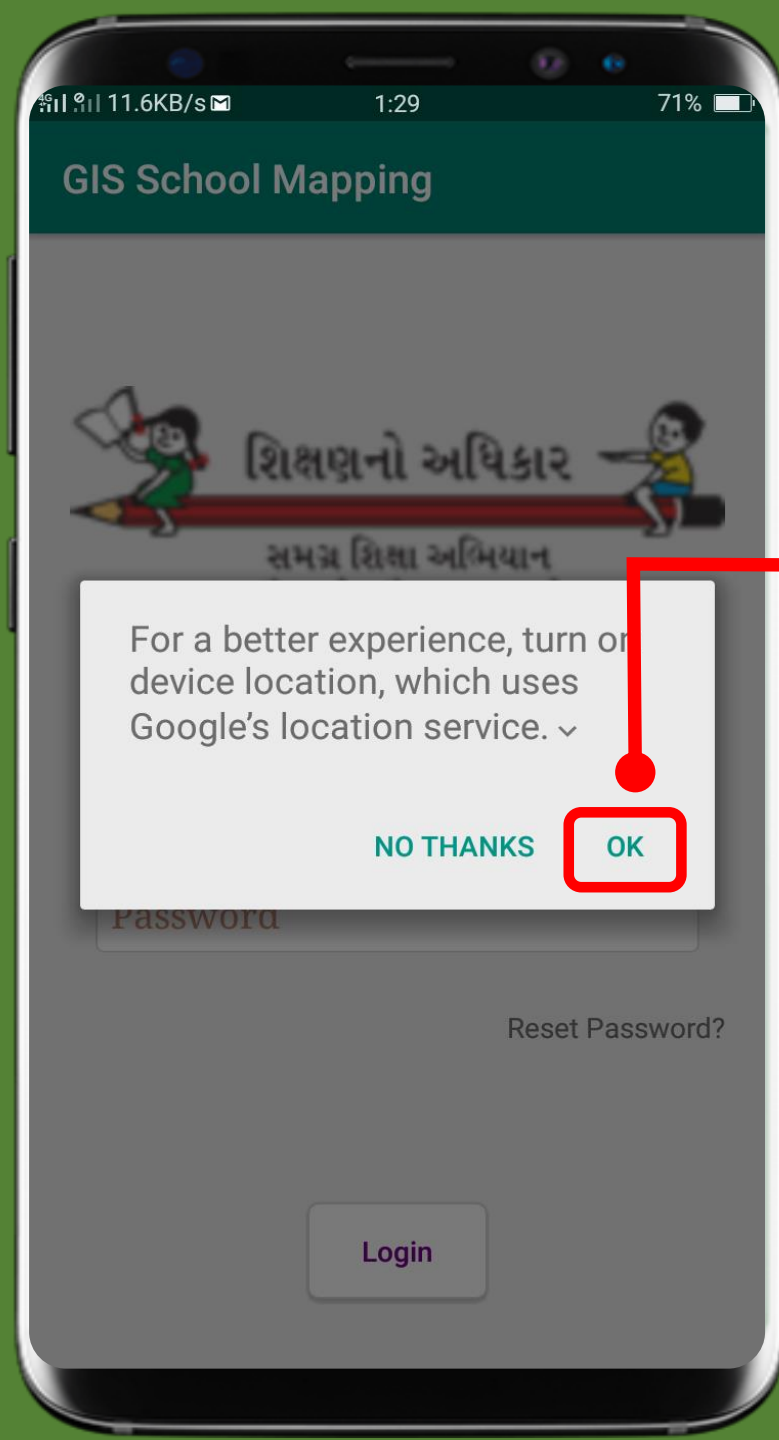 4G 11.6KB/s 1:29 71%
GIS School Mapping
શિક્ષણનો અધિકાર
સમગ્ર શિક્ષા અભિયાન
For a better experience, turn on
device location, which uses
Google's location service.
NO THANKS OK
Password
Reset Password?
Login